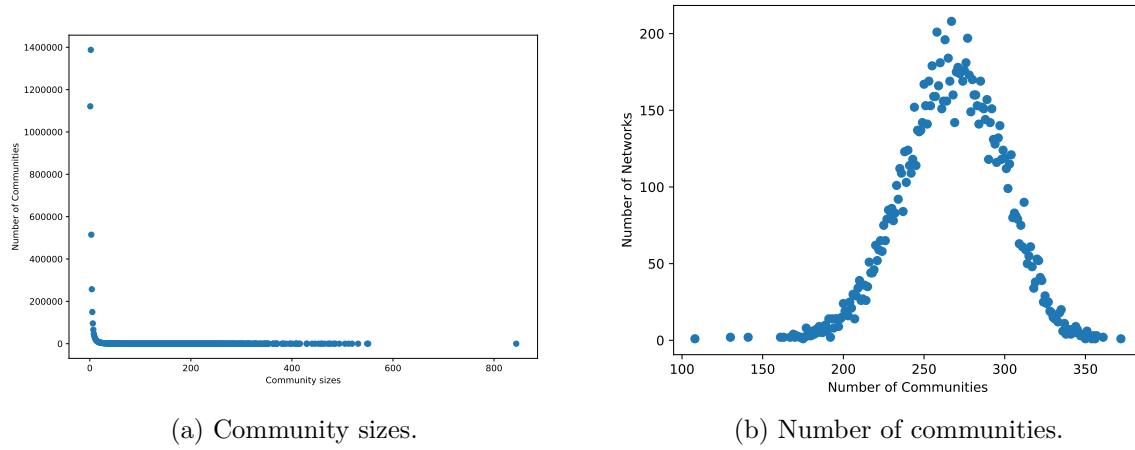 Number of Communities
1400000
1200000
1000000
800000
600000
400000
200000
0
0 200 400 600 800
Community sizes
(a) Community sizes.
Number of Networks
200
150
100
50
0
100 150 200 250 300 350
Number of Communities
(b) Number of communities.